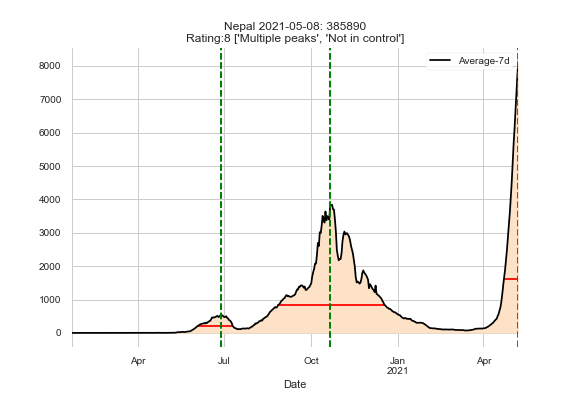 Nepal 2021-05-08: 385890
Rating:8 ['Multiple peaks', 'Not in control']
Average-7d
8000
7000
6000
5000
4000
3000
2000
1000
0
Apr Jul Oct Jan Apr
2021
Date